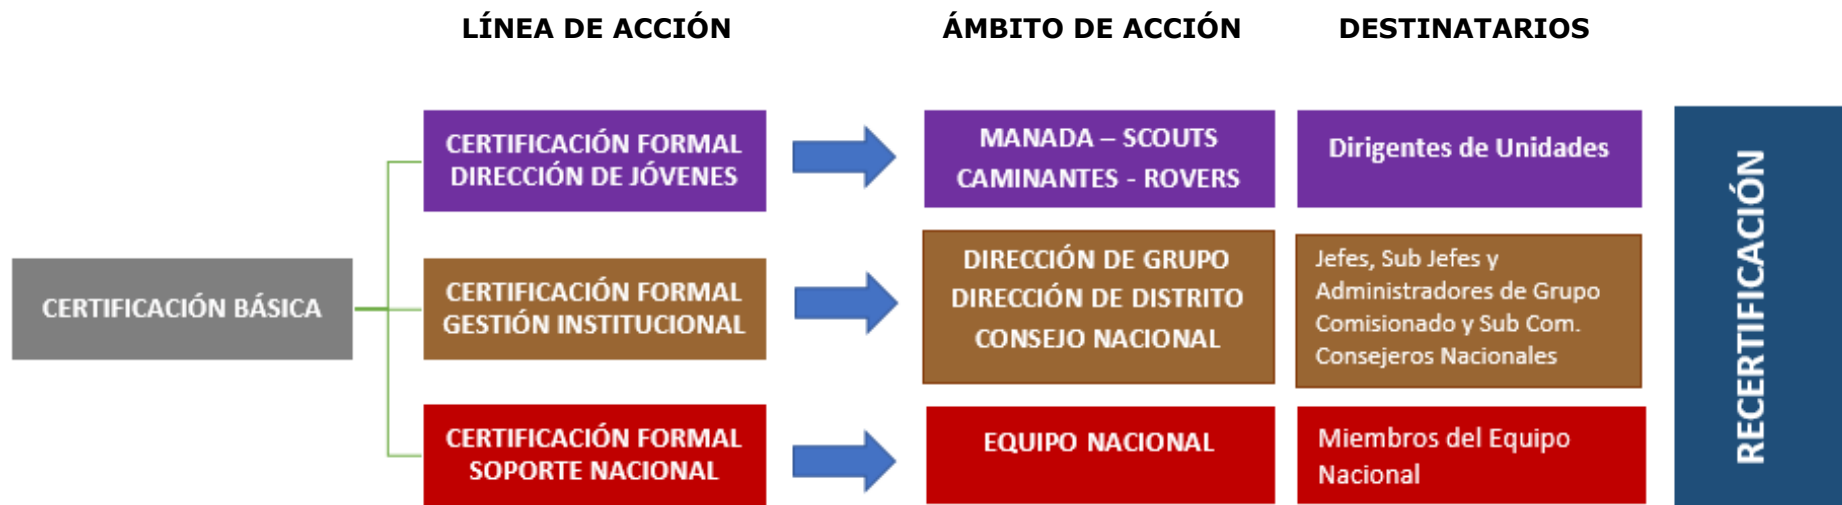 LÍNEA DE ACCIÓN
ÁMBITO DE ACCIÓN
DESTINATARIOS
CERTIFICACIÓN BÁSICA
CERTIFICACIÓN FORMAL
DIRECCIÓN DE JÓVENES
MANADA – SCOUTS
CAMINANTES - ROVERS
Dirigentes de Unidades
CERTIFICACIÓN FORMAL
GESTIÓN INSTITUCIONAL
DIRECCIÓN DE GRUPO
DIRECCIÓN DE DISTRITO
CONSEJO NACIONAL
Jefes, Sub Jefes y
Administradores de Grupo
Comisionado y Sub Com.
Consejeros Nacionales
CERTIFICACIÓN FORMAL
SOPORTE NACIONAL
EQUIPO NACIONAL
Miembros del Equipo
Nacional
RECERTIFICACIÓN